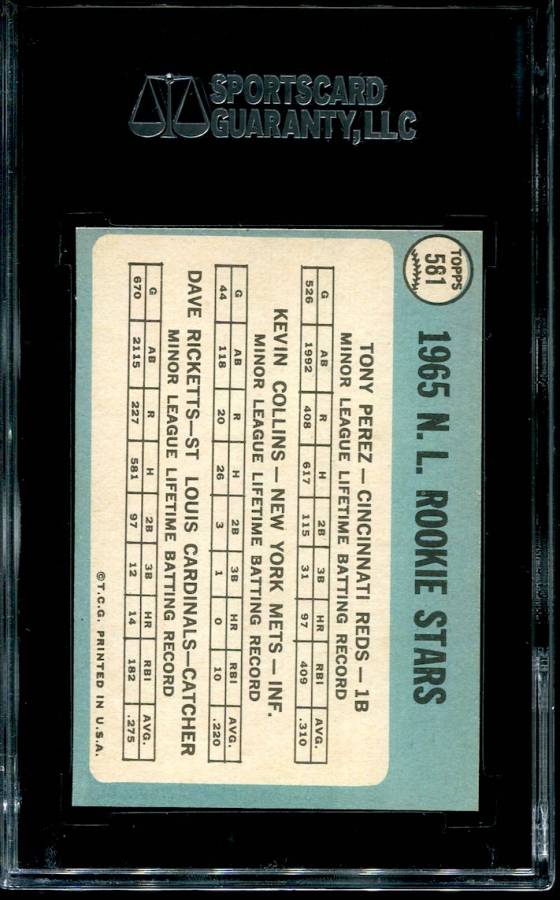 SPORTSCARD
GUARANTY, LLC
TOPPS
581
1965 N. L. ROOKIE STARS
TONY PEREZ — CINCINNATI REDS — 1B
MINOR LEAGUE LIFETIME BATTING RECORD
G AB R H 2B 3B HR RBI AVG.
526 1992 408 617 115 31 97 409 .310
KEVIN COLLINS — NEW YORK METS — INF.
MINOR LEAGUE LIFETIME BATTING RECORD
G AB R H 2B 3B HR RBI AVG.
44 118 20 26 3 1 0 10 .220
DAVE RICKETTS—ST LOUIS CARDINALS—CATCHER
MINOR LEAGUE LIFETIME BATTING RECORD
G AB R H 2B 3B HR RBI AVG.
670 2115 227 581 97 12 14 182 .275
©T.C.G. PRINTED IN U.S.A.